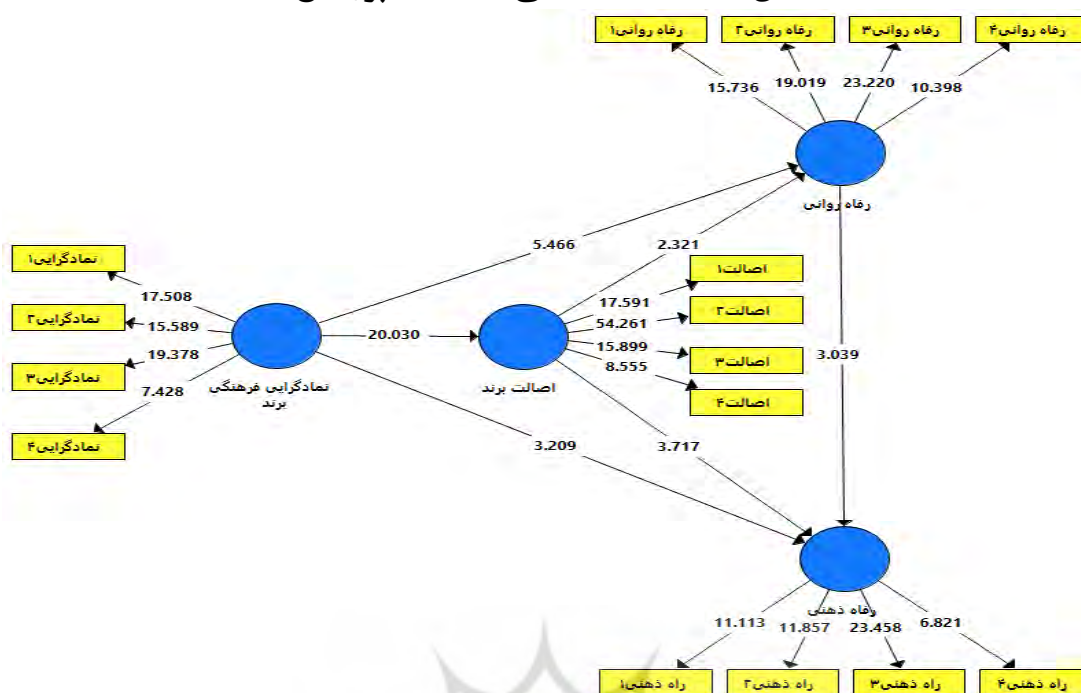 رفاه روانی۱ رفاه روانی۲ رفاه روانی۳ رفاه روانی۴
15.736 19.019 23.220 10.398
رفاه روانی
5.466 2.321
نمادگرایی۱
نمادگرایی۲
نمادگرایی۳
نمادگرایی۴
17.508
15.589
19.378
7.428
نمادگرایی فرهنگی
برند
20.030
اصالت برند
17.591
54.261
15.899
8.555
اصالت۱
اصالت۲
اصالت۳
اصالت۴
3.039
3.209 3.717
رفاه ذهنی
11.113 11.857 23.458 6.821
راه ذهنی۱ راه ذهنی۲ راه ذهنی۳ راه ذهنی۴